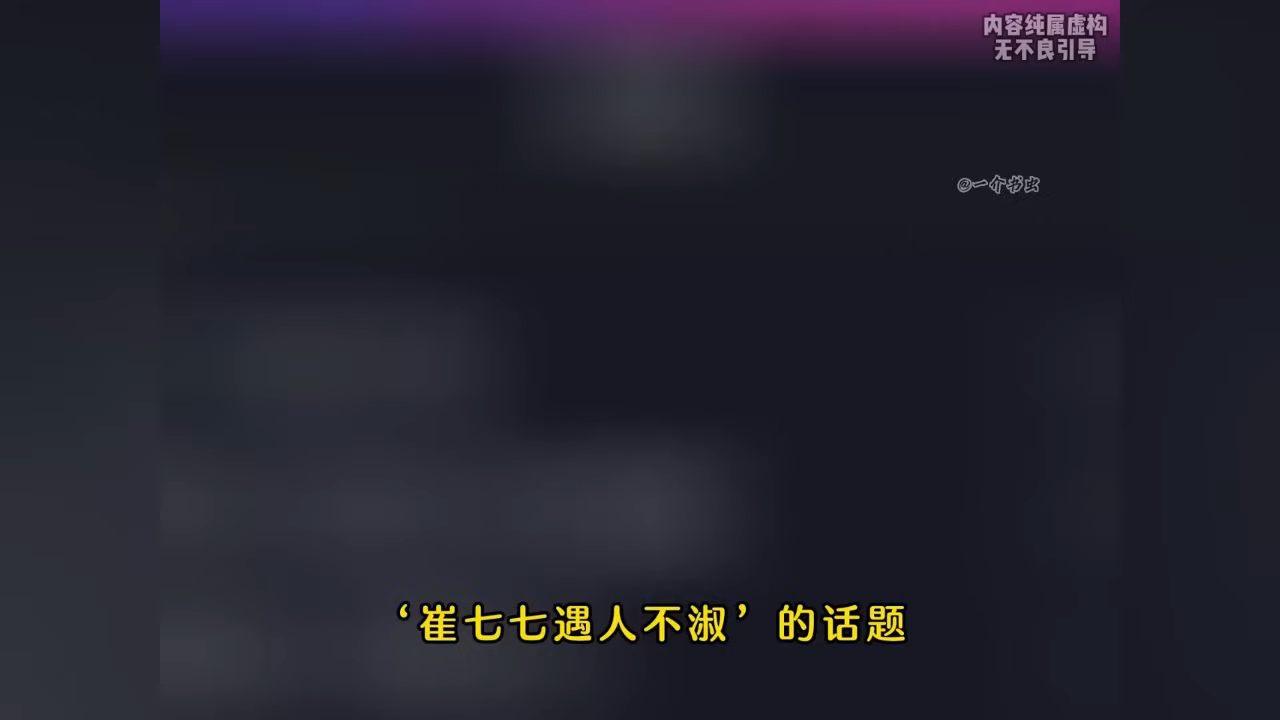 内容纯属虚构
无不良引导
@一介书虫
‘崔七七遇人不淑’的话题